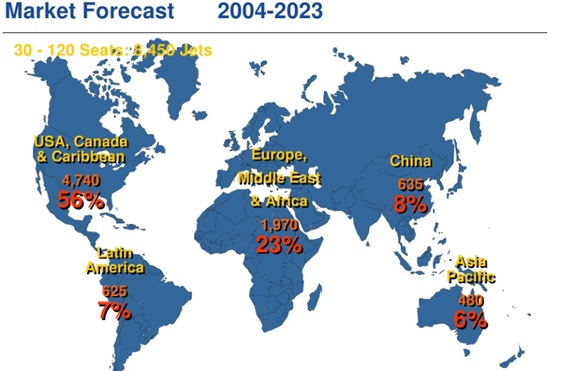 Market Forecast 2004-2023
30 - 120 Seats: 8,450 Jets
USA, Canada
& Caribbean
4,740
56%
Europe,
Middle East
& Africa
1,970
23%
China
635
8%
Latin
America
625
7%
Asia
Pacific
480
6%